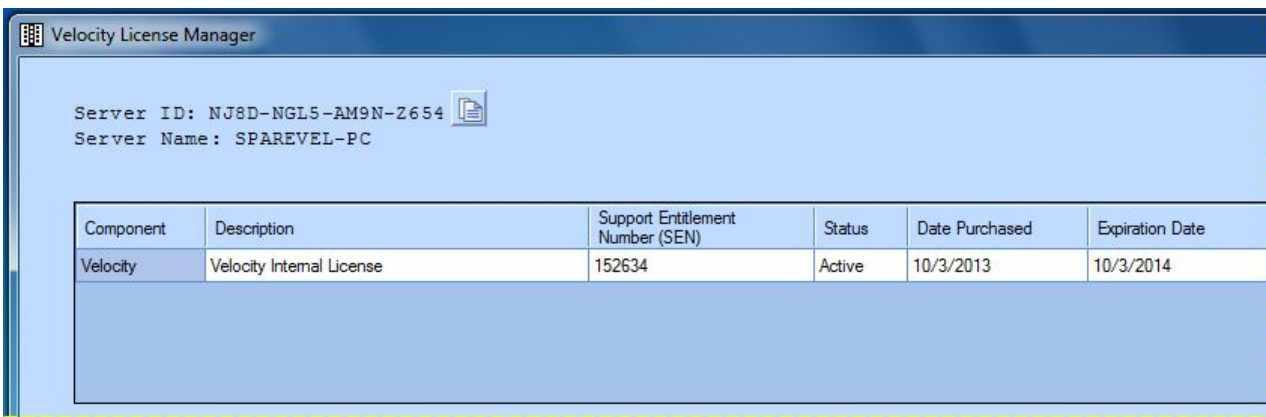 Velocity License Manager
Server ID: NJ8D-NGL5-AM9N-Z654
Server Name: SPAREVEL-PC
Component Description Support Entitlement Number (SEN) Status Date Purchased Expiration Date
Velocity Velocity Internal License 152634 Active 10/3/2013 10/3/2014